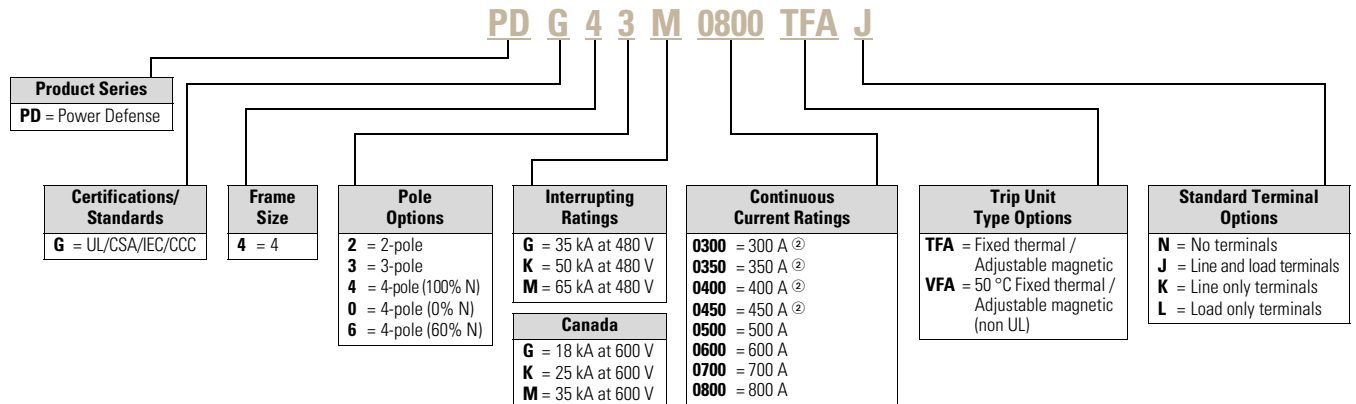 PD G 4 3 M 0800 TFA J
Product Series
PD = Power Defense
Certifications/
Standards
G = UL/CSA/IEC/CCC
Frame
Size
4 = 4
Pole
Options
2 = 2-pole
3 = 3-pole
4 = 4-pole (100% N)
0 = 4-pole (0% N)
6 = 4-pole (60% N)
Interrupting
Ratings
G = 35 kA at 480 V
K = 50 kA at 480 V
M = 65 kA at 480 V
Canada
G = 18 kA at 600 V
K = 25 kA at 600 V
M = 35 kA at 600 V
Continuous
Current Ratings
0300 = 300 A ②
0350 = 350 A ②
0400 = 400 A ②
0450 = 450 A ②
0500 = 500 A
0600 = 600 A
0700 = 700 A
0800 = 800 A
Trip Unit
Type Options
TFA = Fixed thermal /
Adjustable magnetic
VFA = 50 °C Fixed thermal /
Adjustable magnetic
(non UL)
Standard Terminal
Options
N = No terminals
J = Line and load terminals
K = Line only terminals
L = Load only terminals